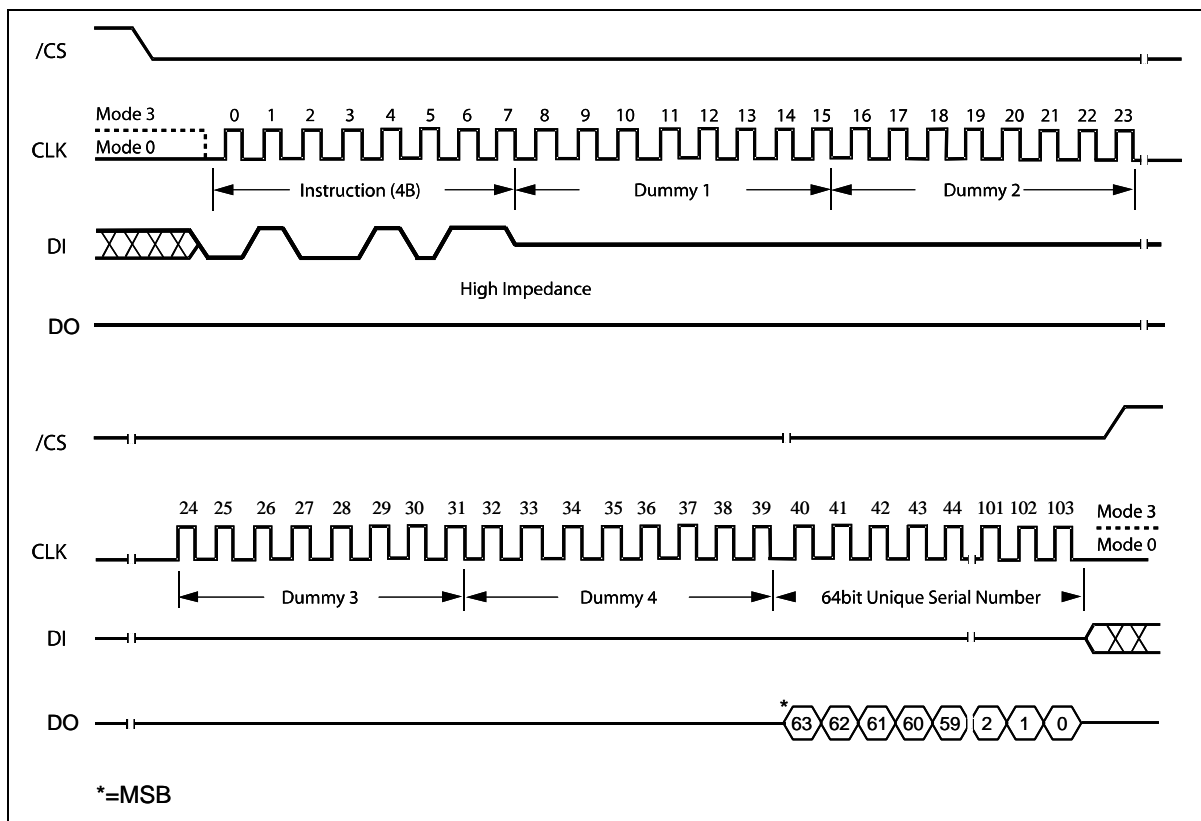 /CS
Mode 3
0 1 2 3 4 5 6 7 8 9 10 11 12 13 14 15 16 17 18 19 20 21 22 23
CLK
Mode 0
Instruction (4B) Dummy 1 Dummy 2
DI
High Impedance
DO
/CS
24 25 26 27 28 29 30 31 32 33 34 35 36 37 38 39 40 41 42 43 44 101 102 103
Mode 3
CLK
Mode 0
Dummy 3 Dummy 4 64bit Unique Serial Number
DI
*
DO 63 62 61 60 59 2 1 0
*=MSB